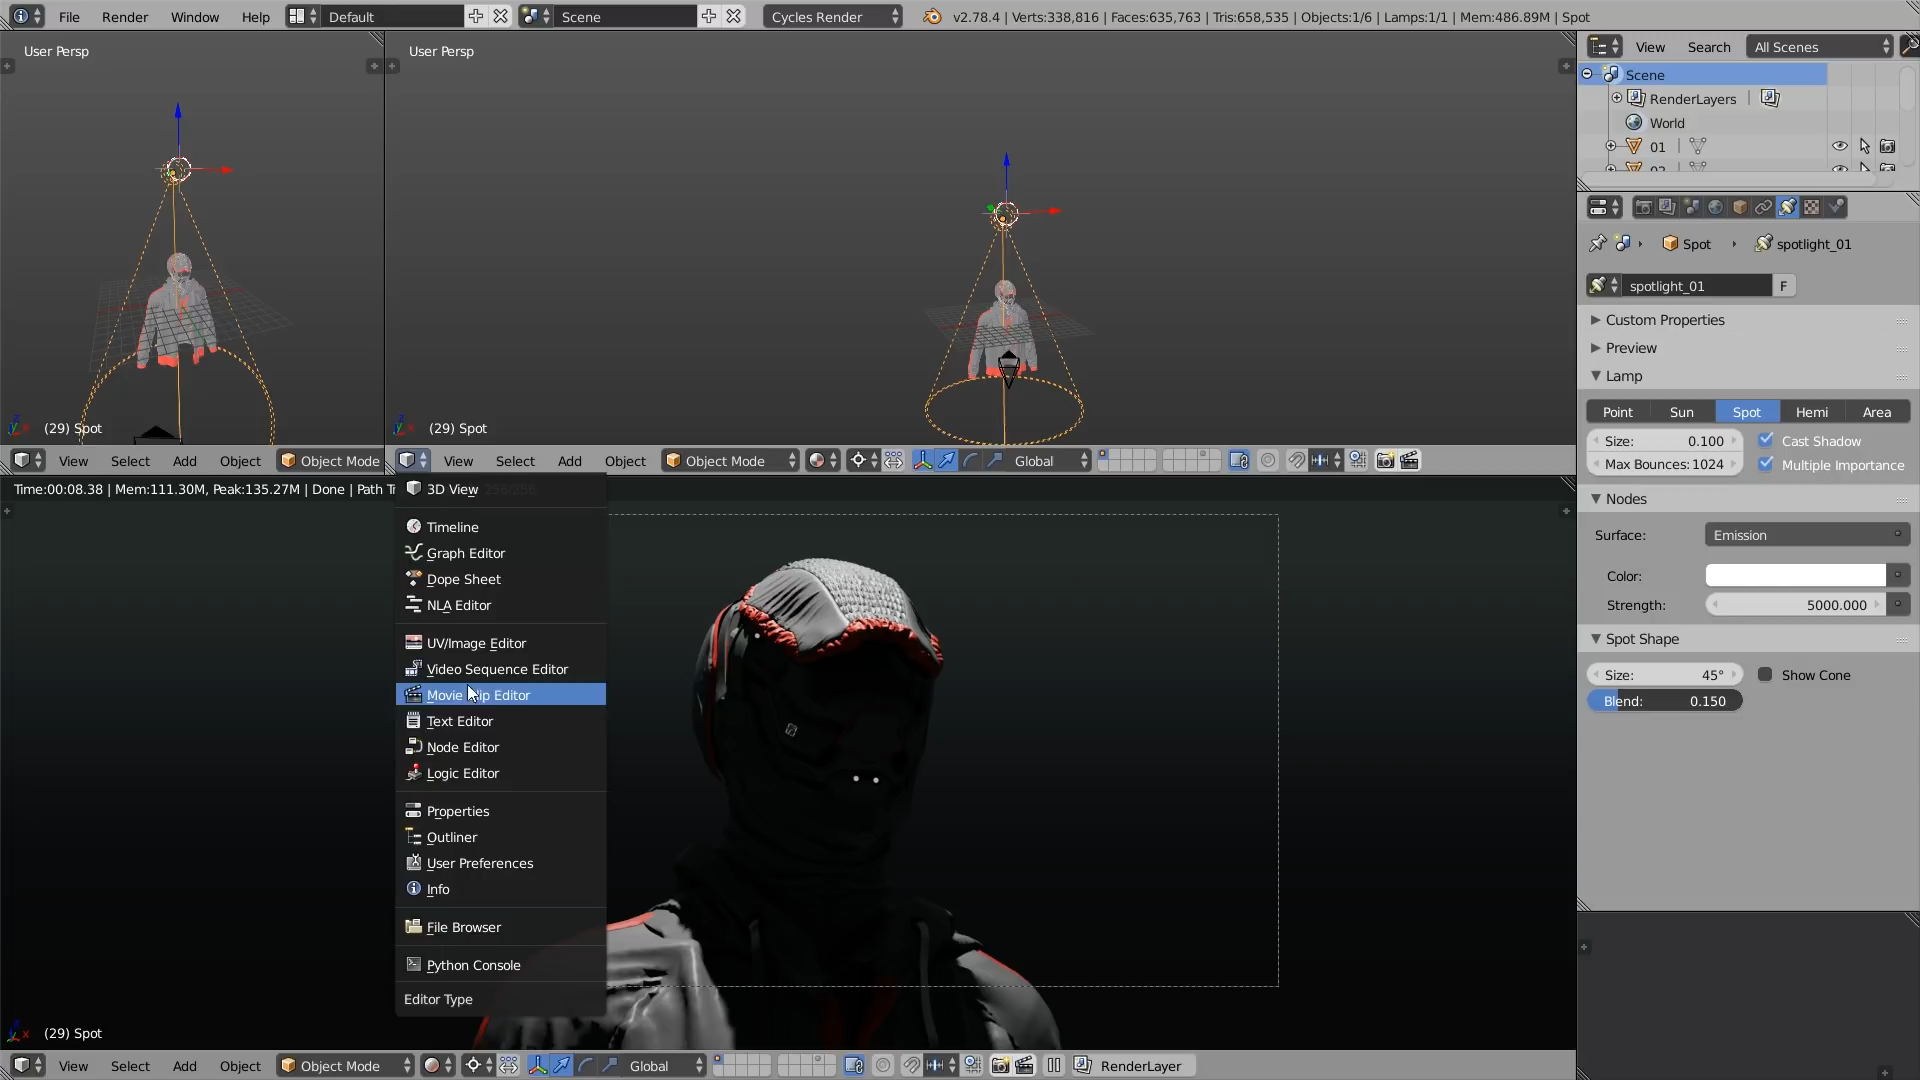 File Render Window Help Default Scene Cycles Render v2.78.4 | Verts:338,816 | Faces:635,763 | Tris:658,535 | Objects:1/6 | Lamps:1/1 | Mem:486.89M | Spot
User Persp
User Persp
(29) Spot
(29) Spot
View Select Add Object Object Mode
View Select Add Object Object Mode Global
Time:00:08.38 | Mem:111.30M, Peak:135.27M | Done | Path
3D View
Timeline
Graph Editor
Dope Sheet
NLA Editor
UV/Image Editor
Video Sequence Editor
Movie Clip Editor
Text Editor
Node Editor
Logic Editor
Properties
Outliner
User Preferences
Info
File Browser
Python Console
Editor Type
(29) Spot
View Select Add Object Object Mode Global RenderLayer
View Search All Scenes
Scene
RenderLayers
World
01
Spot spotlight_01
spotlight_01 F
Custom Properties
Preview
Lamp
Point Sun Spot Hemi Area
Size: 0.100 Cast Shadow
Max Bounces: 1024 Multiple Importance
Nodes
Surface: Emission
Color:
Strength: 5000.000
Spot Shape
Size: 45° Show Cone
Blend: 0.150